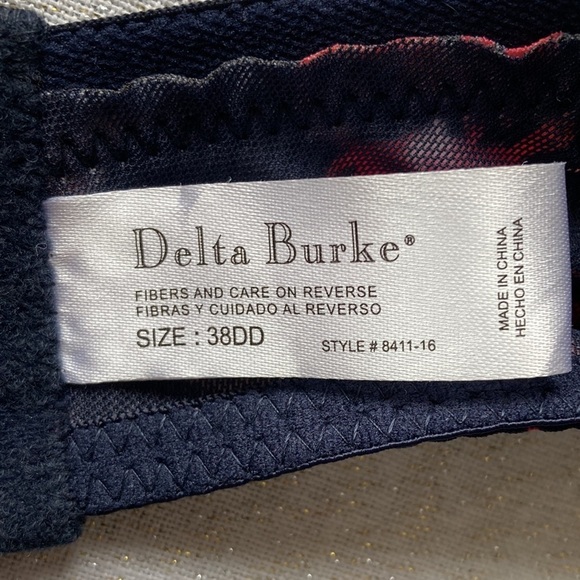 Delta Burke®
FIBERS AND CARE ON REVERSE
FIBRAS Y CUIDADO AL REVERSO
SIZE : 38DD
STYLE # 8411-16
MADE IN CHINA
HECHO EN CHINA